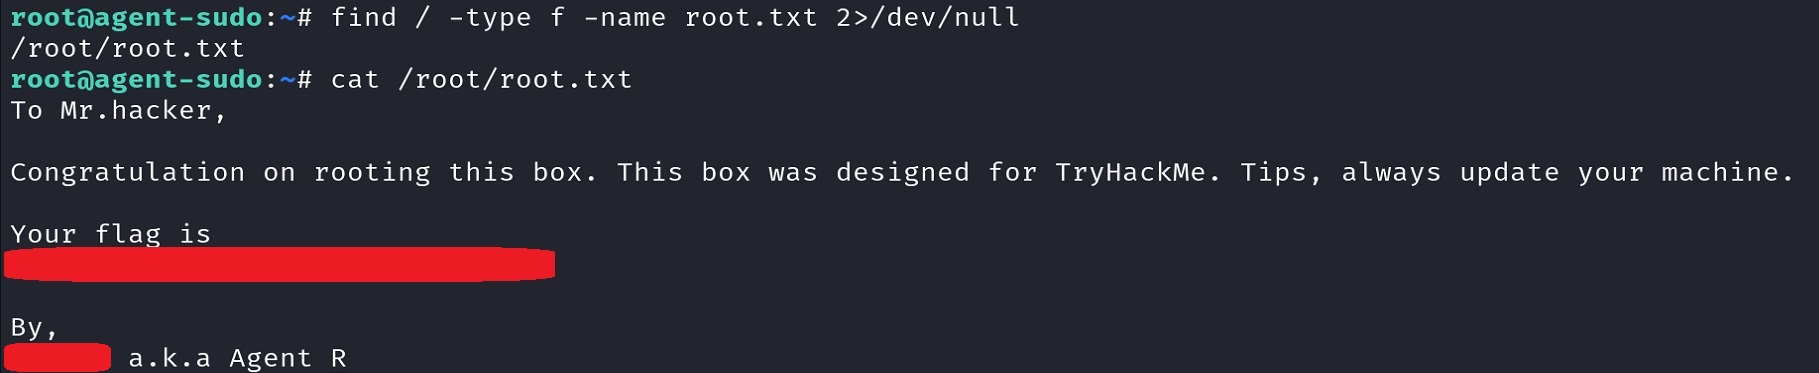 root@agent-sudo:~# find / -type f -name root.txt 2>/dev/null
/root/root.txt
root@agent-sudo:~# cat /root/root.txt
To Mr.hacker,
Congratulation on rooting this box. This box was designed for TryHackMe. Tips, always update your machine.
Your flag is
By,
a.k.a Agent R